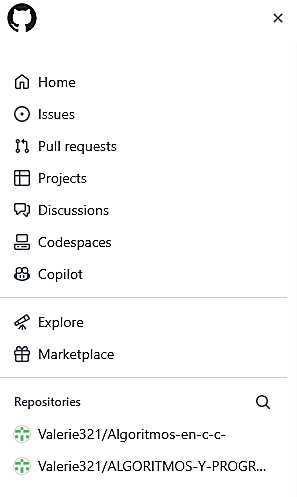 Home
Issues
Pull requests
Projects
Discussions
Codespaces
Copilot
Explore
Marketplace
Repositories
Valerie321/Algoritmos-en-c-c-
Valerie321/ALGORITMOS-Y-PROGR...